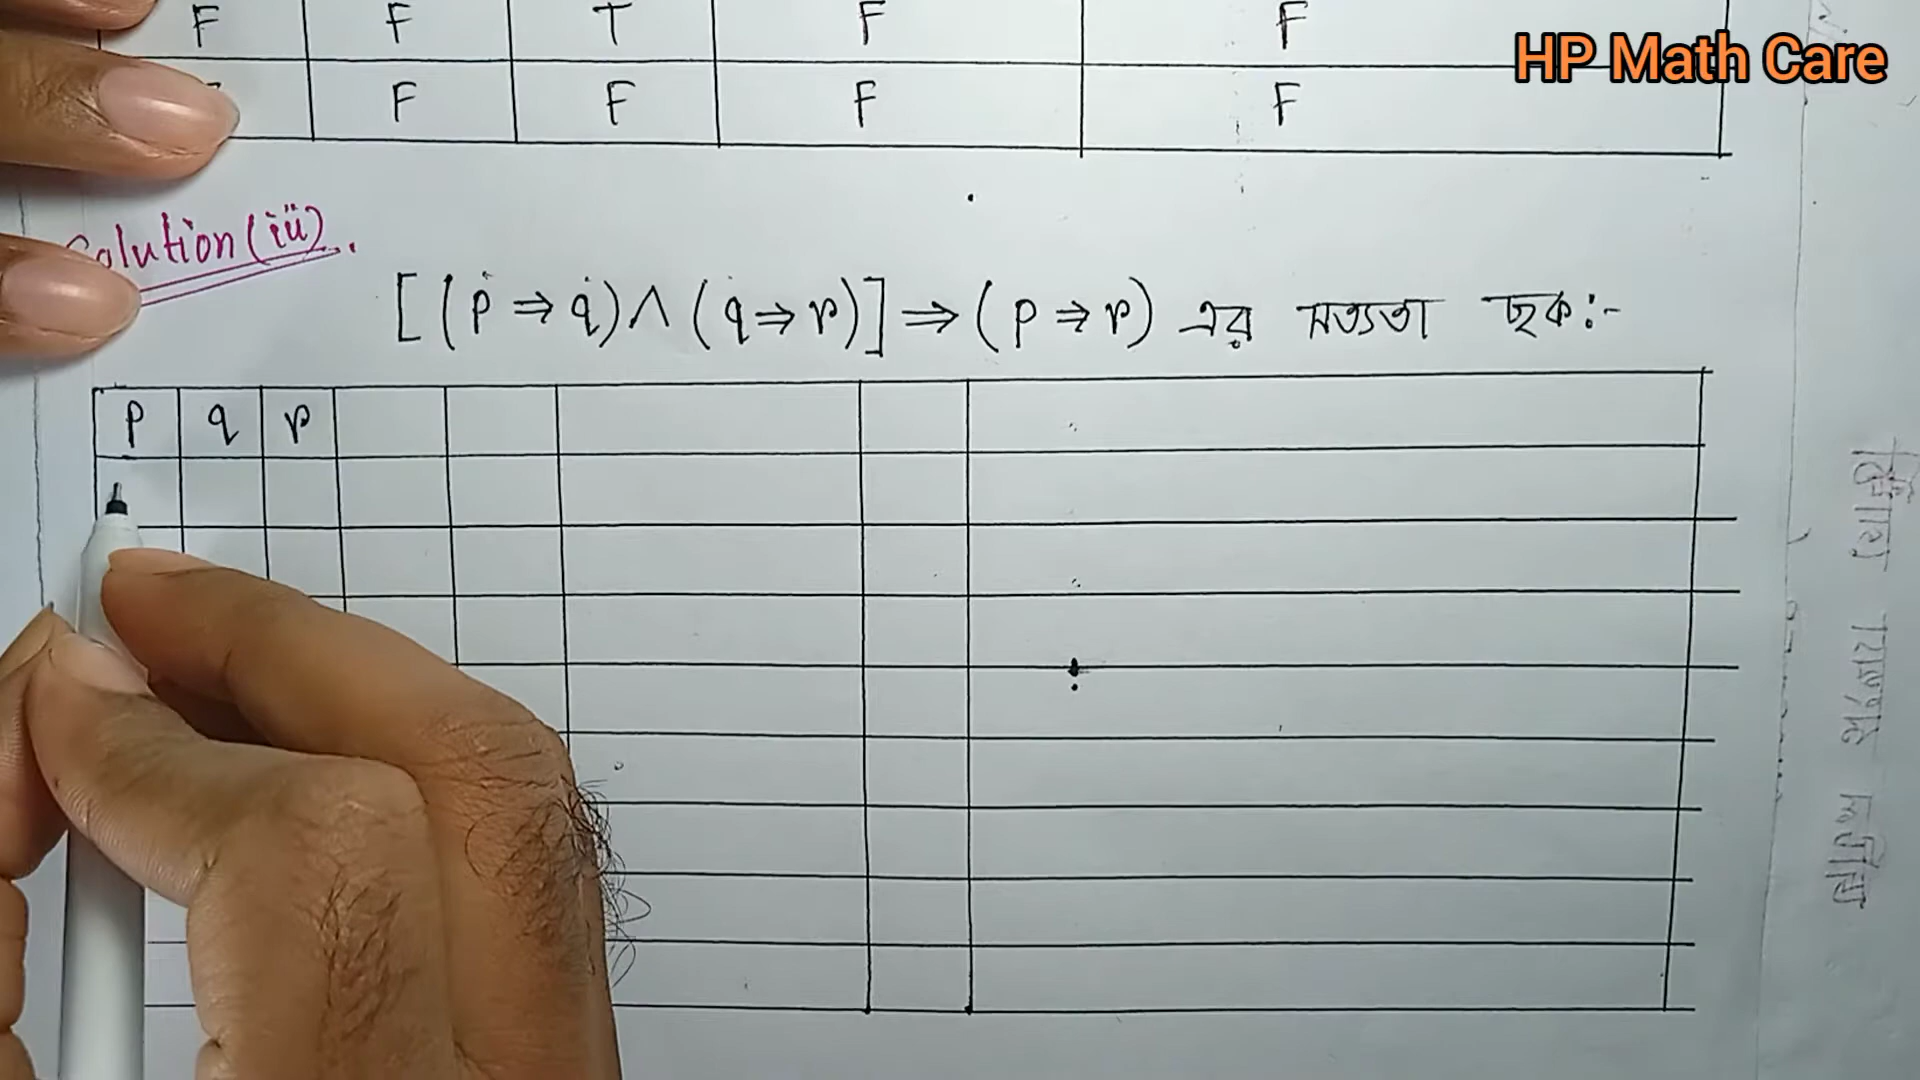 F F T F F
HP Math Care
F F F F
Solution (iii).
[(p ⇒ q) ∧ (q ⇒ r)] ⇒ (p ⇒ r) এর সত্যতা ছক:-
p q r